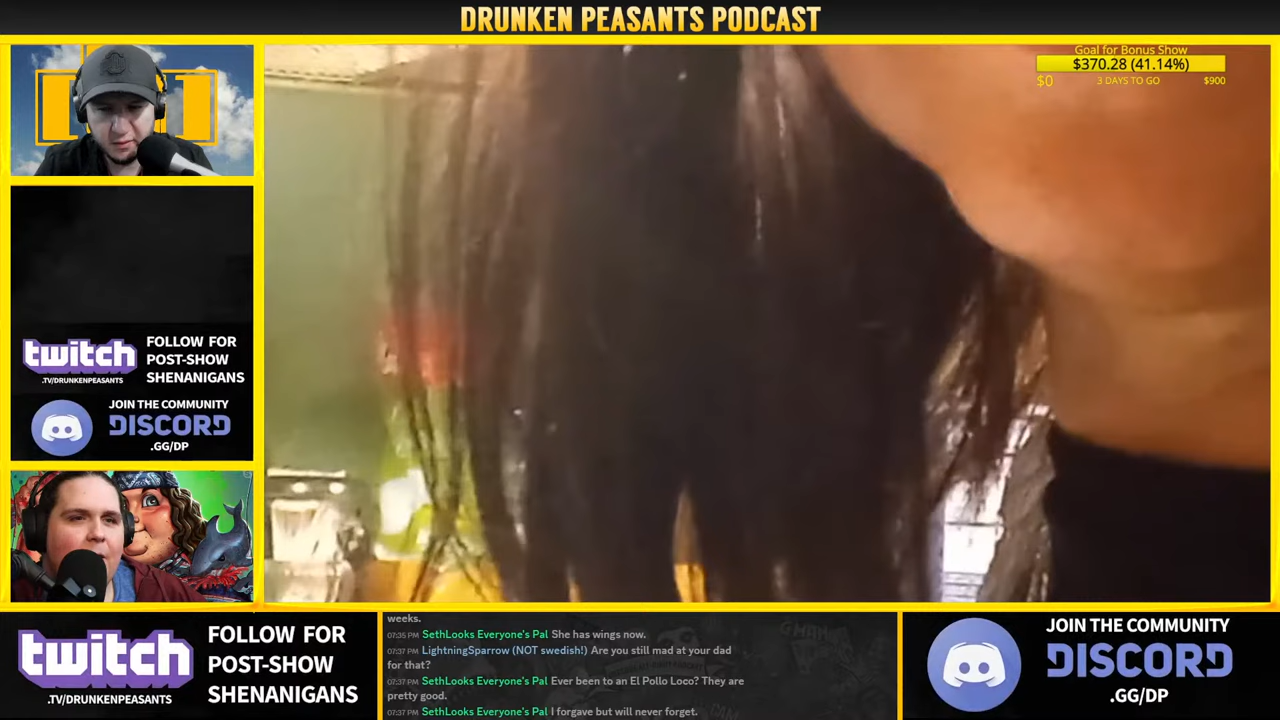 DRUNKEN PEASANTS PODCAST
Goal for Bonus Show
$370.28 (41.14%)
$0 3 DAYS TO GO $900
twitch
.TV/DRUNKENPEASANTS
FOLLOW FOR
POST-SHOW
SHENANIGANS
JOIN THE COMMUNITY
DISCORD
.GG/DP
weeks.
07:35 PM SethLooks Everyone's Pal She has wings now.
07:37 PM LightningSparrow (NOT swedish!) Are you still mad at your dad
for that?
07:37 PM SethLooks Everyone's Pal Ever been to an El Pollo Loco? They are
pretty good.
07:37 PM SethLooks Everyone's Pal I forgave but will never forget.
twitch
.TV/DRUNKENPEASANTS
FOLLOW FOR
POST-SHOW
SHENANIGANS
JOIN THE COMMUNITY
DISCORD
.GG/DP